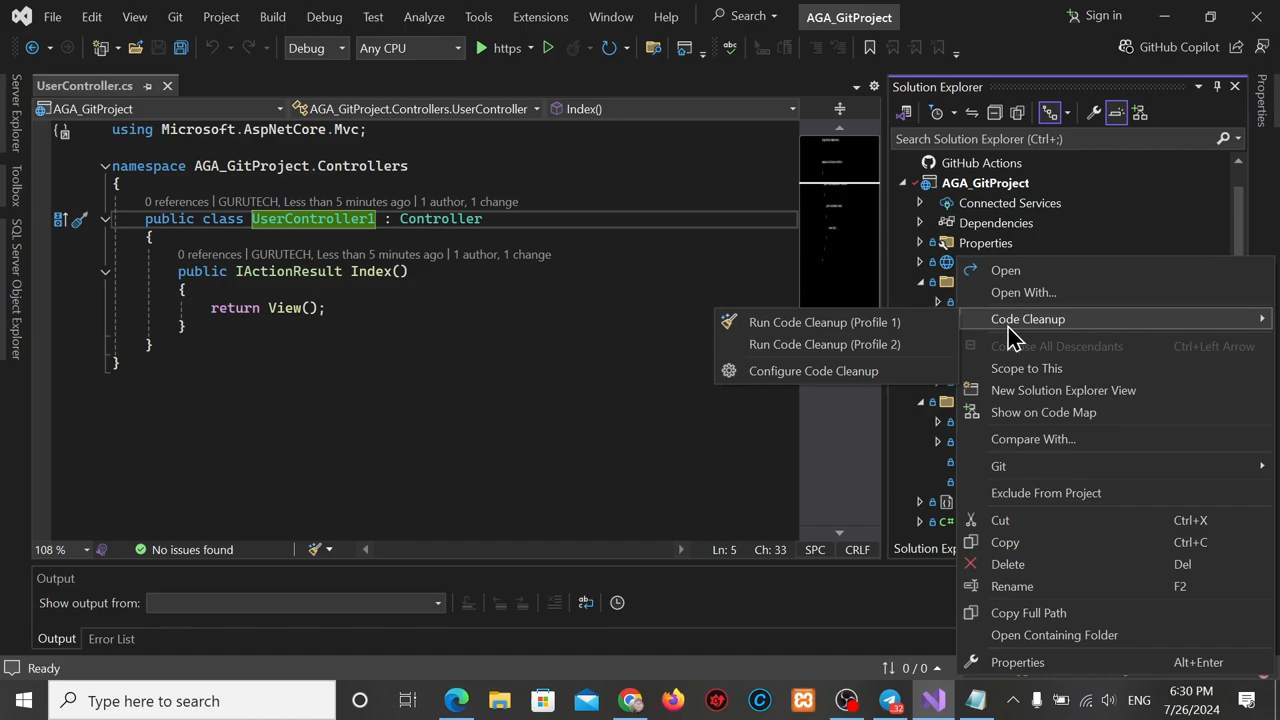 File Edit View Git Project Build Debug Test Analyze Tools Extensions Window Help Search AGA_GitProject Sign in
Debug Any CPU https GitHub Copilot
UserController.cs
AGA_GitProject AGA_GitProject.Controllers.UserController Index()
using Microsoft.AspNetCore.Mvc;
namespace AGA_GitProject.Controllers
{
0 references | GURUTECH, Less than 5 minutes ago | 1 author, 1 change
public class UserController1 : Controller
{
0 references | GURUTECH, Less than 5 minutes ago | 1 author, 1 change
public IActionResult Index()
{
return View();
}
}
}
108 % No issues found Ln: 5 Ch: 33 SPC CRLF
Output
Show output from:
Output Error List
Ready 0 / 0
Server Explorer
Toolbox
SQL Server Object Explorer
Solution Explorer
Search Solution Explorer (Ctrl+;)
GitHub Actions
AGA_GitProject
Connected Services
Dependencies
Properties
C#
Solution Explorer
Properties
Open
Open With...
Code Cleanup
Ctrl+Left Arrow
Scope to This
New Solution Explorer View
Show on Code Map
Compare With...
Git
Exclude From Project
Cut Ctrl+X
Copy Ctrl+C
Delete Del
Rename F2
Copy Full Path
Open Containing Folder
Properties Alt+Enter
Run Code Cleanup (Profile 1)
Run Code Cleanup (Profile 2)
Configure Code Cleanup
Type here to search
32
ENG
6:30 PM
7/26/2024